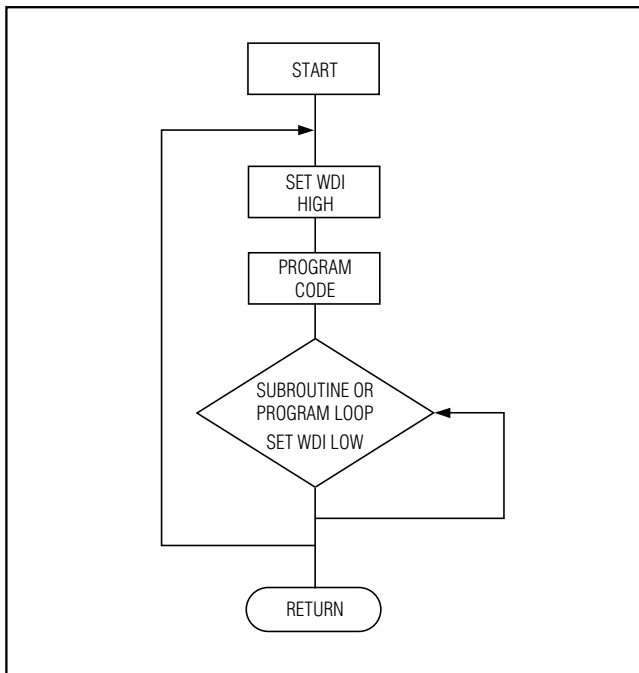 START
SET WDI
HIGH
PROGRAM
CODE
SUBROUTINE OR
PROGRAM LOOP
SET WDI LOW
RETURN